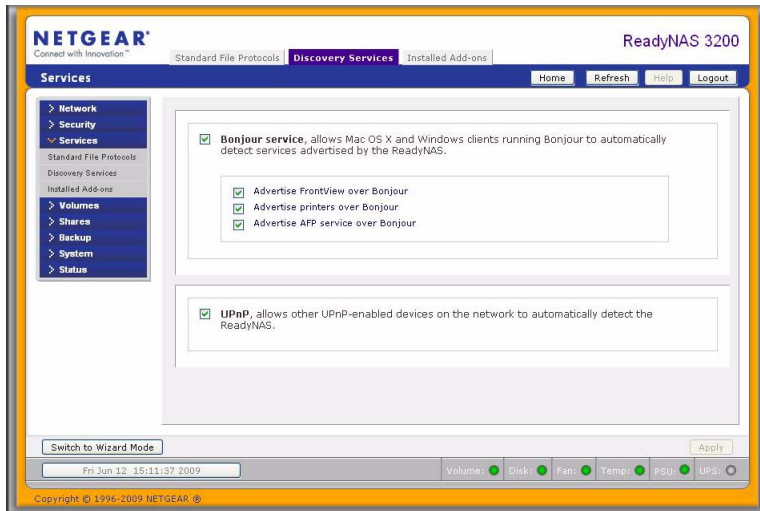 NETGEAR®
Connect with Innovation™
ReadyNAS 3200
Standard File Protocols Discovery Services Installed Add-ons
Services
Home Refresh Help Logout
> Network
> Security
Services
Standard File Protocols
Discovery Services
Installed Add-ons
> Volumes
> Shares
> Backup
> System
> Status
Bonjour service, allows Mac OS X and Windows clients running Bonjour to automatically
detect services advertised by the ReadyNAS.
Advertise FrontView over Bonjour
Advertise printers over Bonjour
Advertise AFP service over Bonjour
UPnP, allows other UPnP-enabled devices on the network to automatically detect the
ReadyNAS.
Switch to Wizard Mode
Apply
Fri Jun 12 15:11:37 2009
Volume: Disk: Fan: Temp: PSU: UPS:
Copyright © 1996-2009 NETGEAR ®